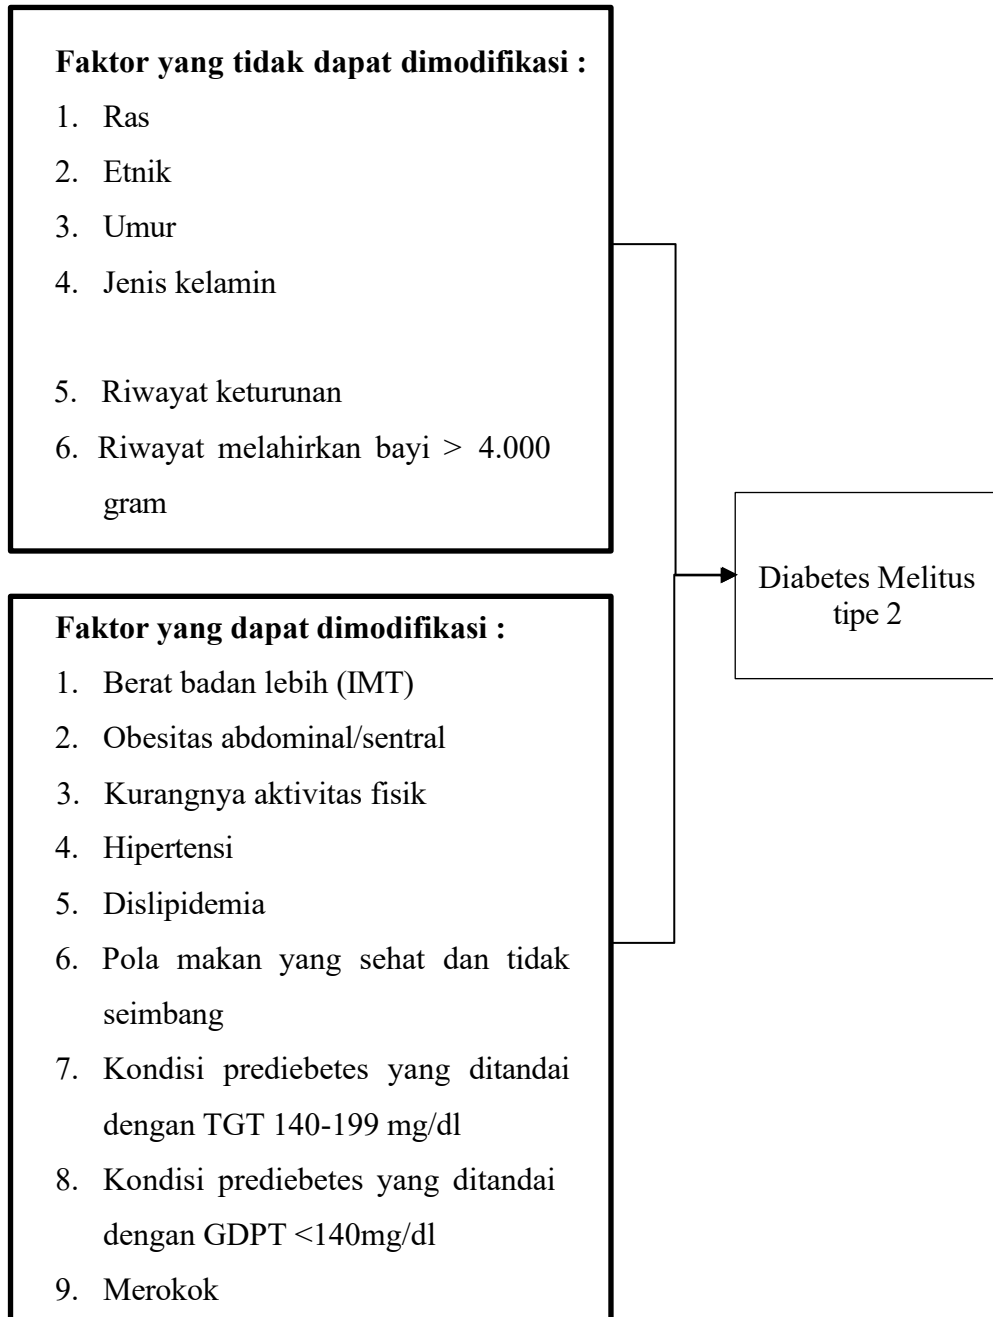 Faktor yang tidak dapat dimodifikasi :
1. Ras
2. Etnik
3. Umur
4. Jenis kelamin
5. Riwayat keturunan
6. Riwayat melahirkan bayi > 4.000
gram
Faktor yang dapat dimodifikasi :
1. Berat badan lebih (IMT)
2. Obesitas abdominal/sentral
3. Kurangnya aktivitas fisik
4. Hipertensi
5. Dislipidemia
6. Pola makan yang sehat dan tidak
seimbang
7. Kondisi prediebetes yang ditandai
dengan TGT 140-199 mg/dl
8. Kondisi prediebetes yang ditandai
dengan GDPT <140mg/dl
9. Merokok
Diabetes Melitus
tipe 2